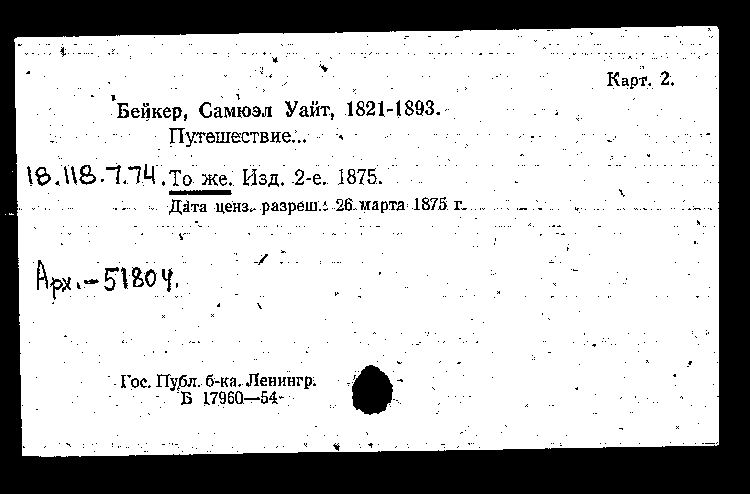 Карт. 2.
Бейкер, Самюэл Уайт, 1821-1893.
Путешествие...
18.118.7.74. То же. Изд. 2-е. 1875.
Дата ценз. разреш.: 26 марта 1875 г.
Арх.-51804.
Гос. Публ. б-ка. Ленингр.
Б 17960—54